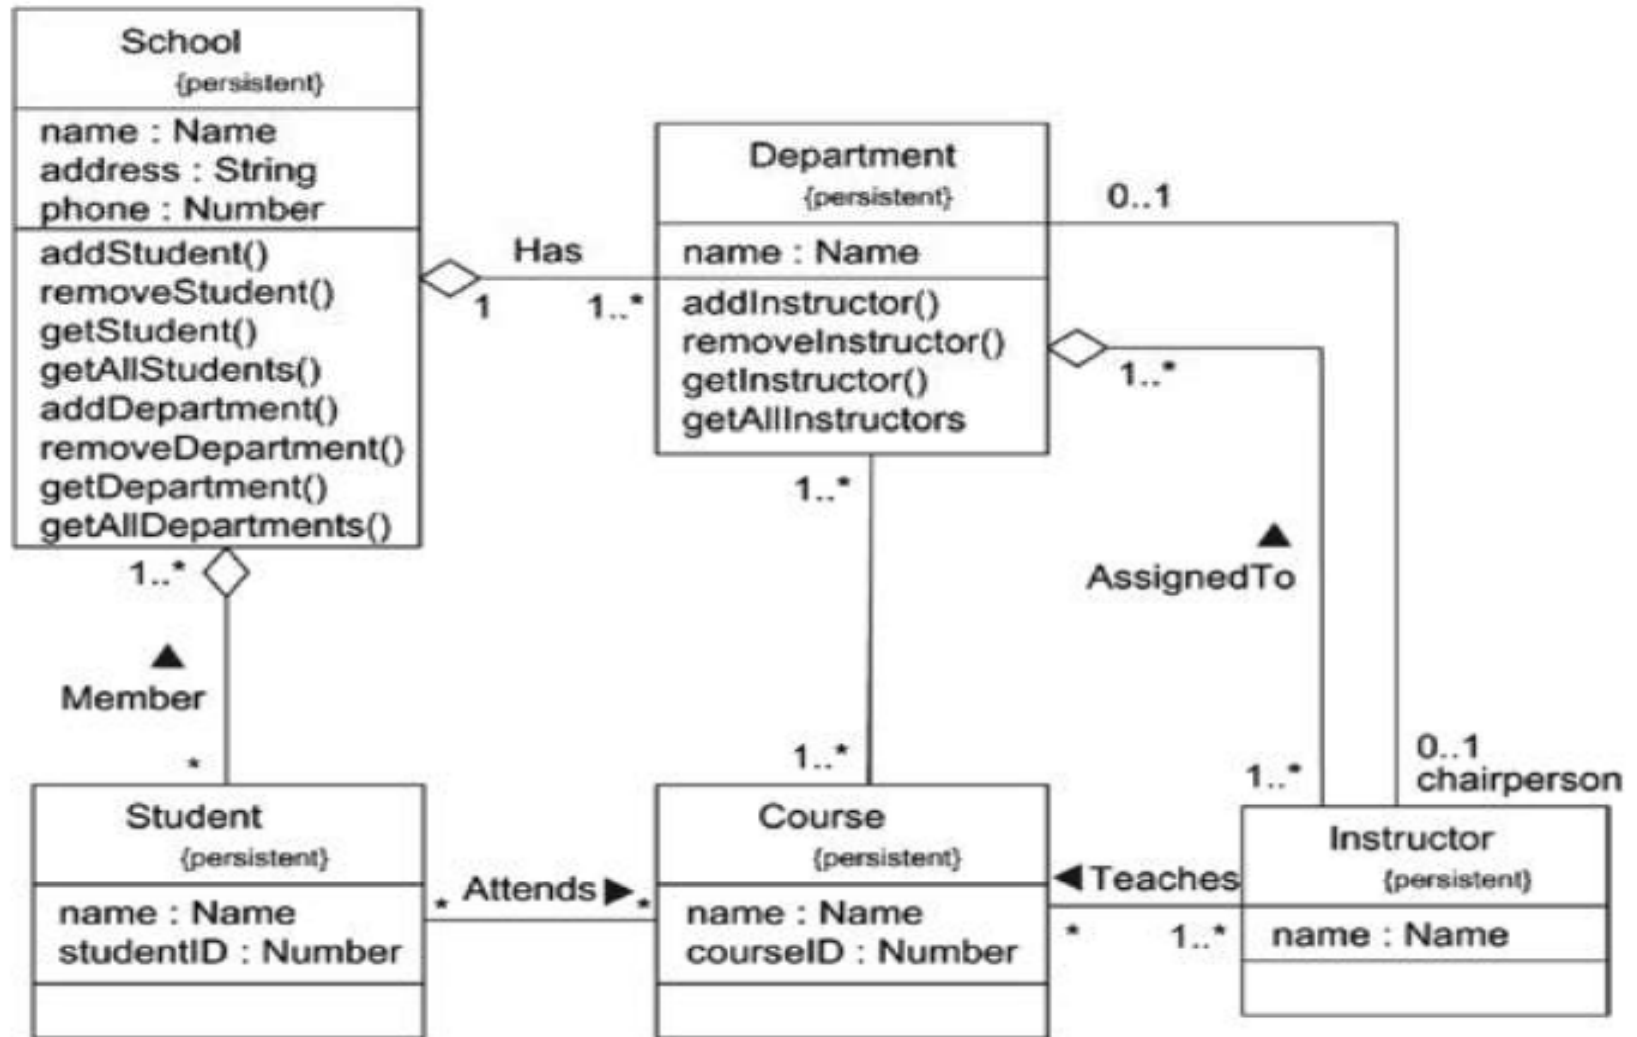 School
{persistent}
name : Name
address : String
phone : Number
addStudent()
removeStudent()
getStudent()
getAllStudents()
addDepartment()
removeDepartment()
getDepartment()
getAllDepartments()
Has
1
1..*
Department
{persistent}
name : Name
addInstructor()
removeInstructor()
getInstructor()
getAllInstructors
0..1
1..*
1..*
1..*
AssignedTo
▲
Member
▲
*
1..*
1..*
0..1
chairperson
Student
{persistent}
name : Name
studentID : Number
*
Attends ▶
*
Course
{persistent}
name : Name
courseID : Number
◀ Teaches
*
1..*
Instructor
{persistent}
name : Name